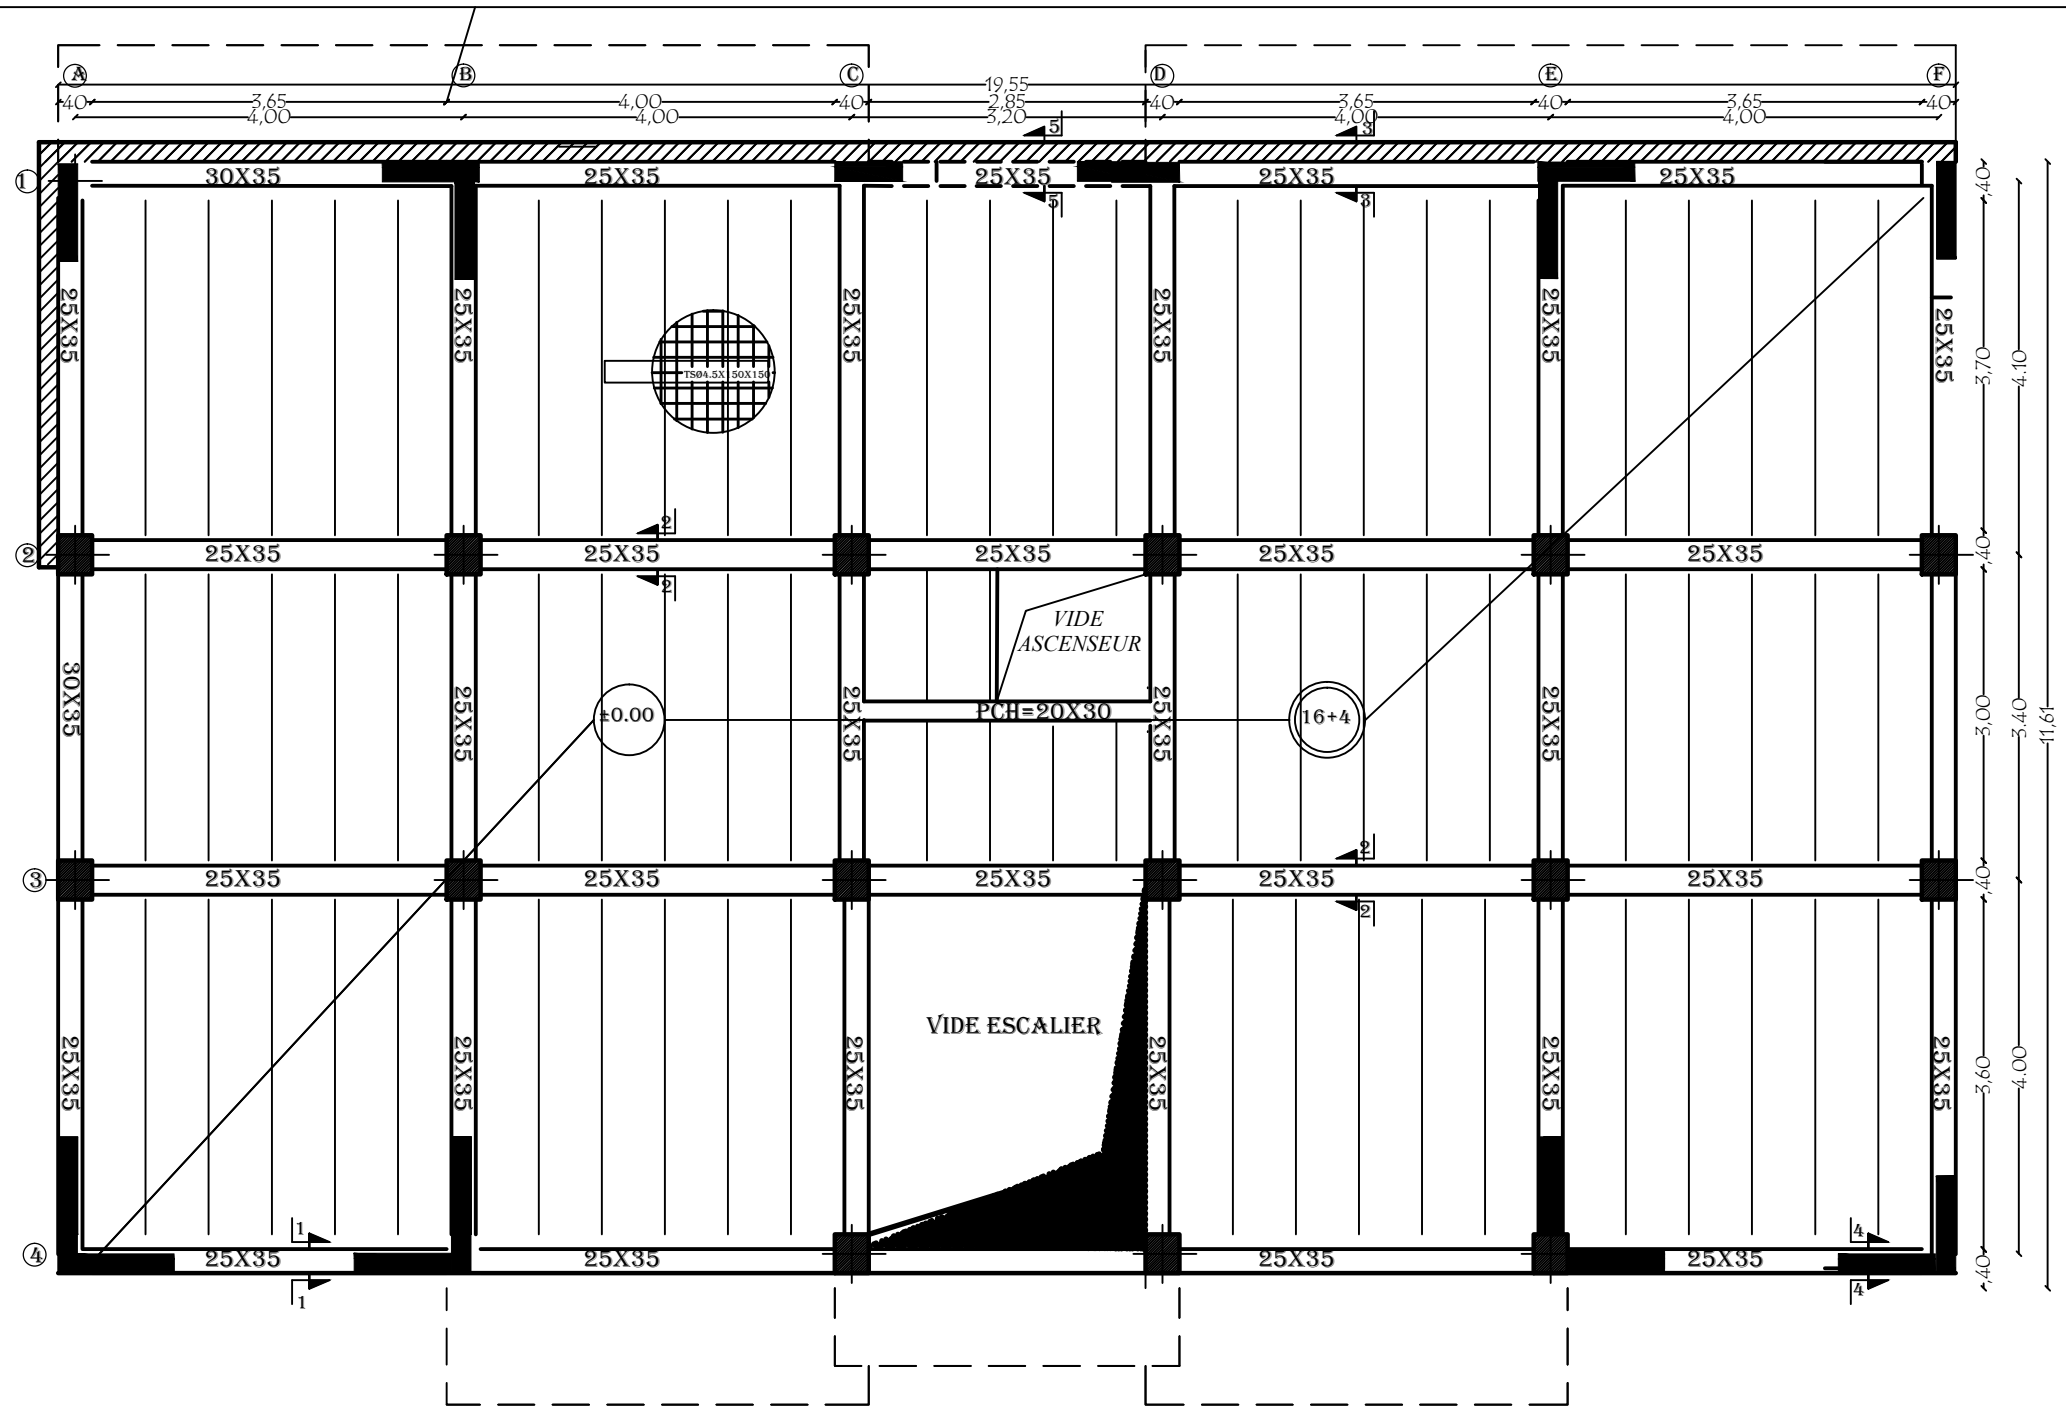 A B C D E F
19,55
40 3,65 4,00 40 2,85 40 3,65 40 3,65 40
4,00 4,00 3,20 4,00 4,00
5 3
1 30X35 25X35 25X35 25X35 25X35 ,40
5 3
25X35 25X35 25X35 25X35 25X35 25X35 3,70 4.10
TSØ4.5X150X150
2
2 25X35 25X35 25X35 25X35 25X35 ,40
2
VIDE
ASCENSEUR
30X35 25X35 25X35 25X35 25X35 3,00 3.40 11,61
±0.00 PCH=20X30 16+4
2
3 25X35 25X35 25X35 25X35 25X35 ,40
2
VIDE ESCALIER
25X35 25X35 25X35 25X35 25X35 25X35 3,60 4.00
1 4
4 25X35 25X35 25X35 25X35 ,40
1 4